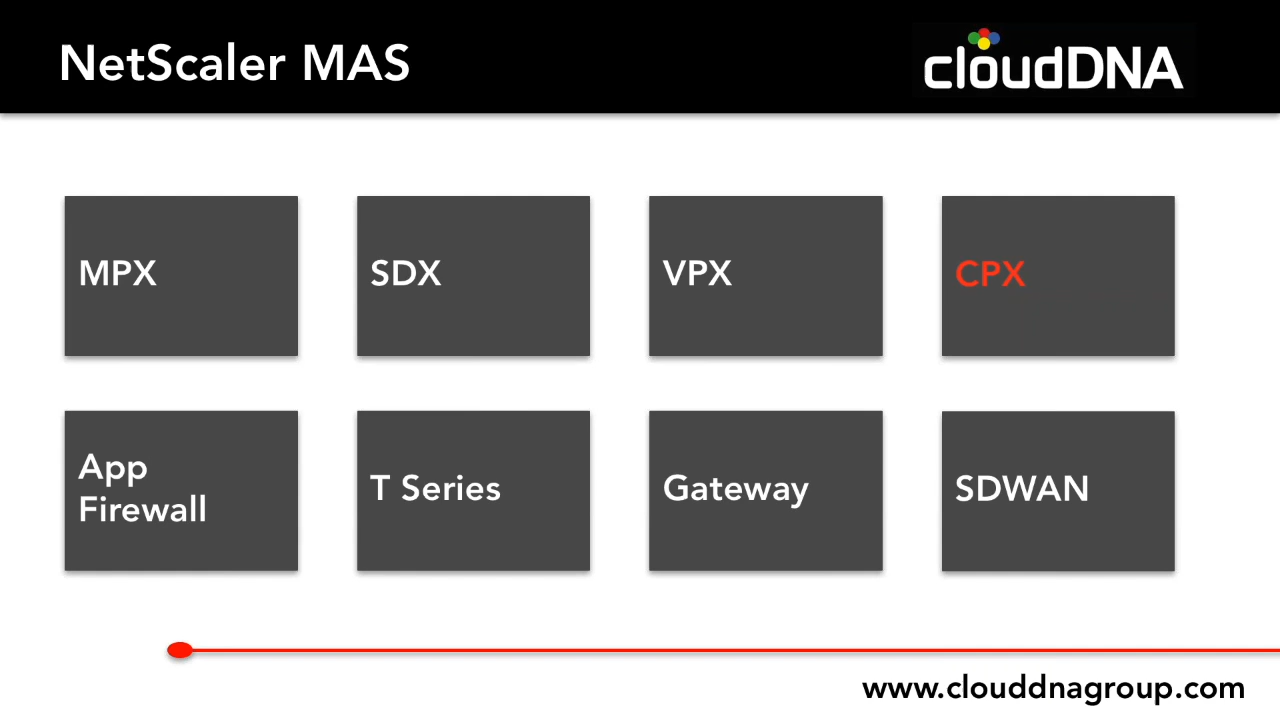 NetScaler MAS
cloudDNA
MPX
SDX
VPX
CPX
App
Firewall
T Series
Gateway
SDWAN
www.clouddnagroup.com